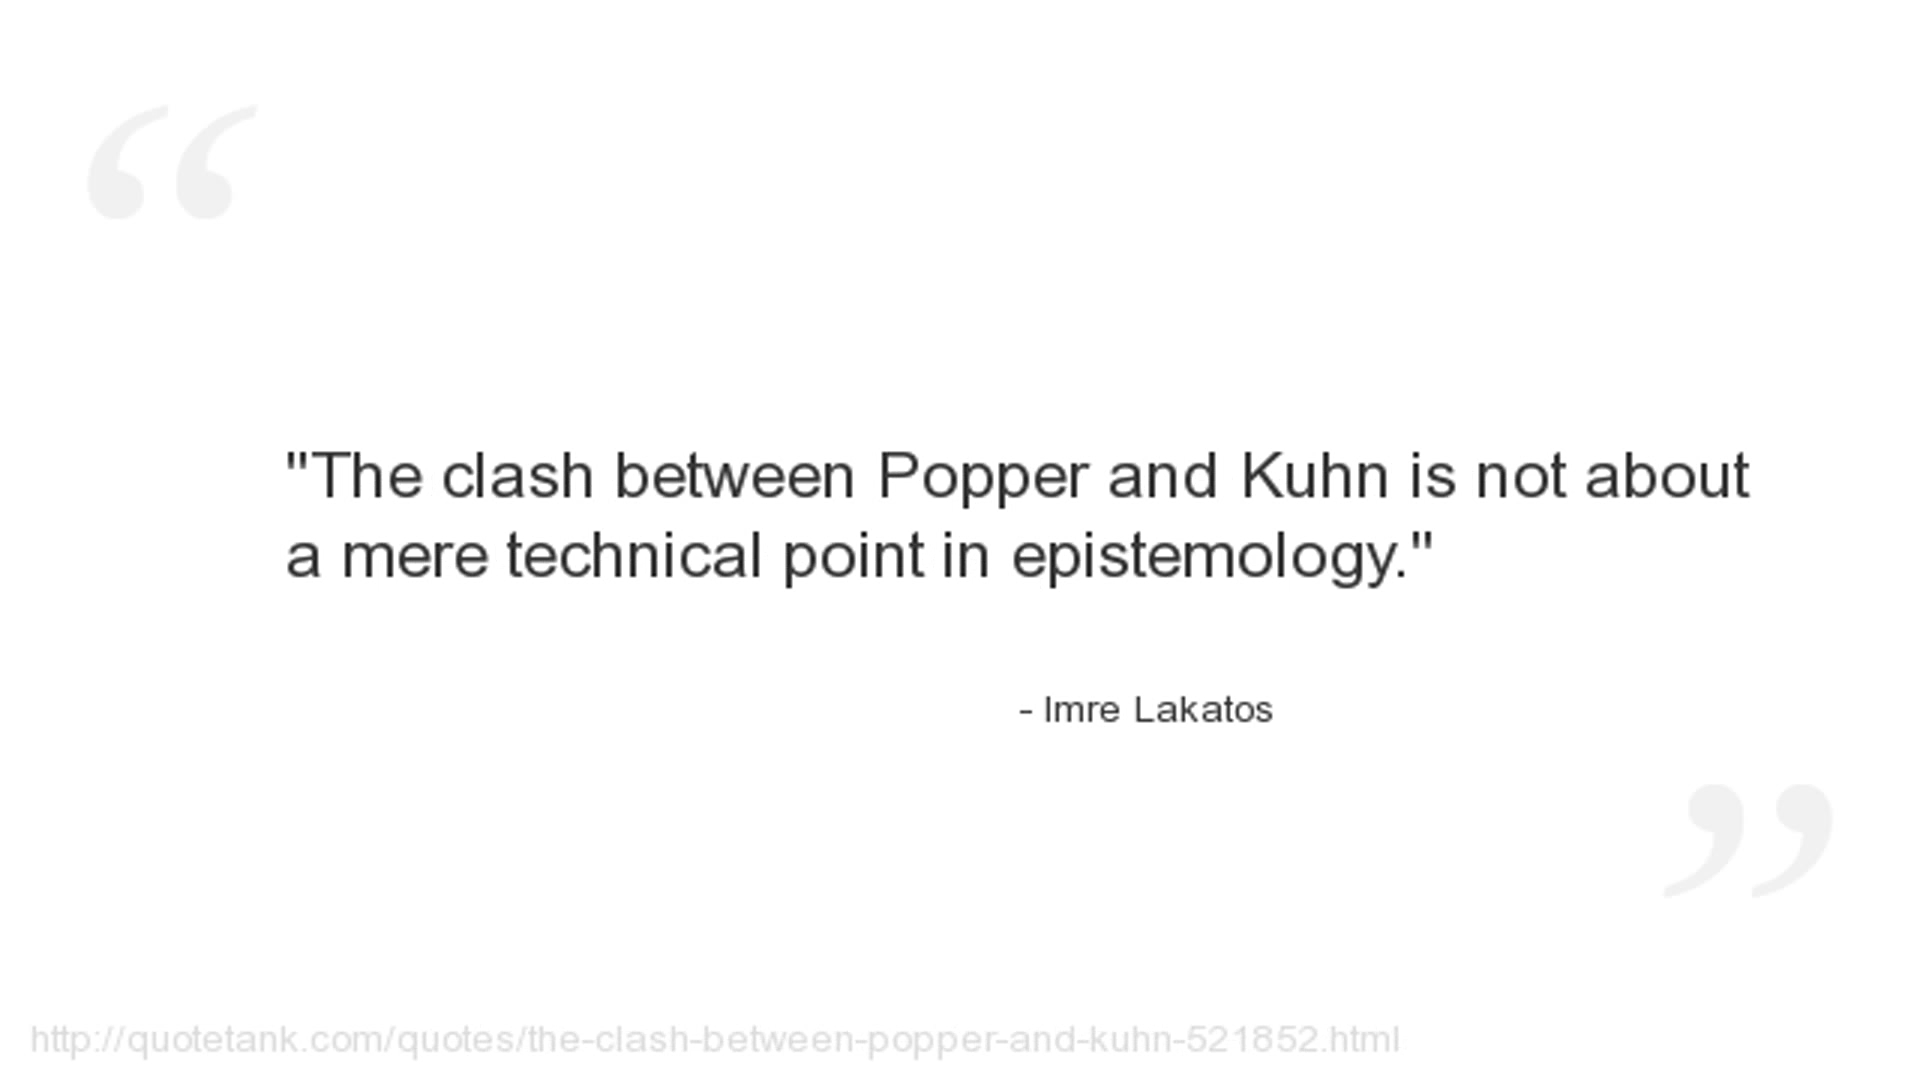 "The clash between Popper and Kuhn is not about
a mere technical point in epistemology."
- Imre Lakatos
http://quotetank.com/quotes/the-clash-between-popper-and-kuhn-521852.html